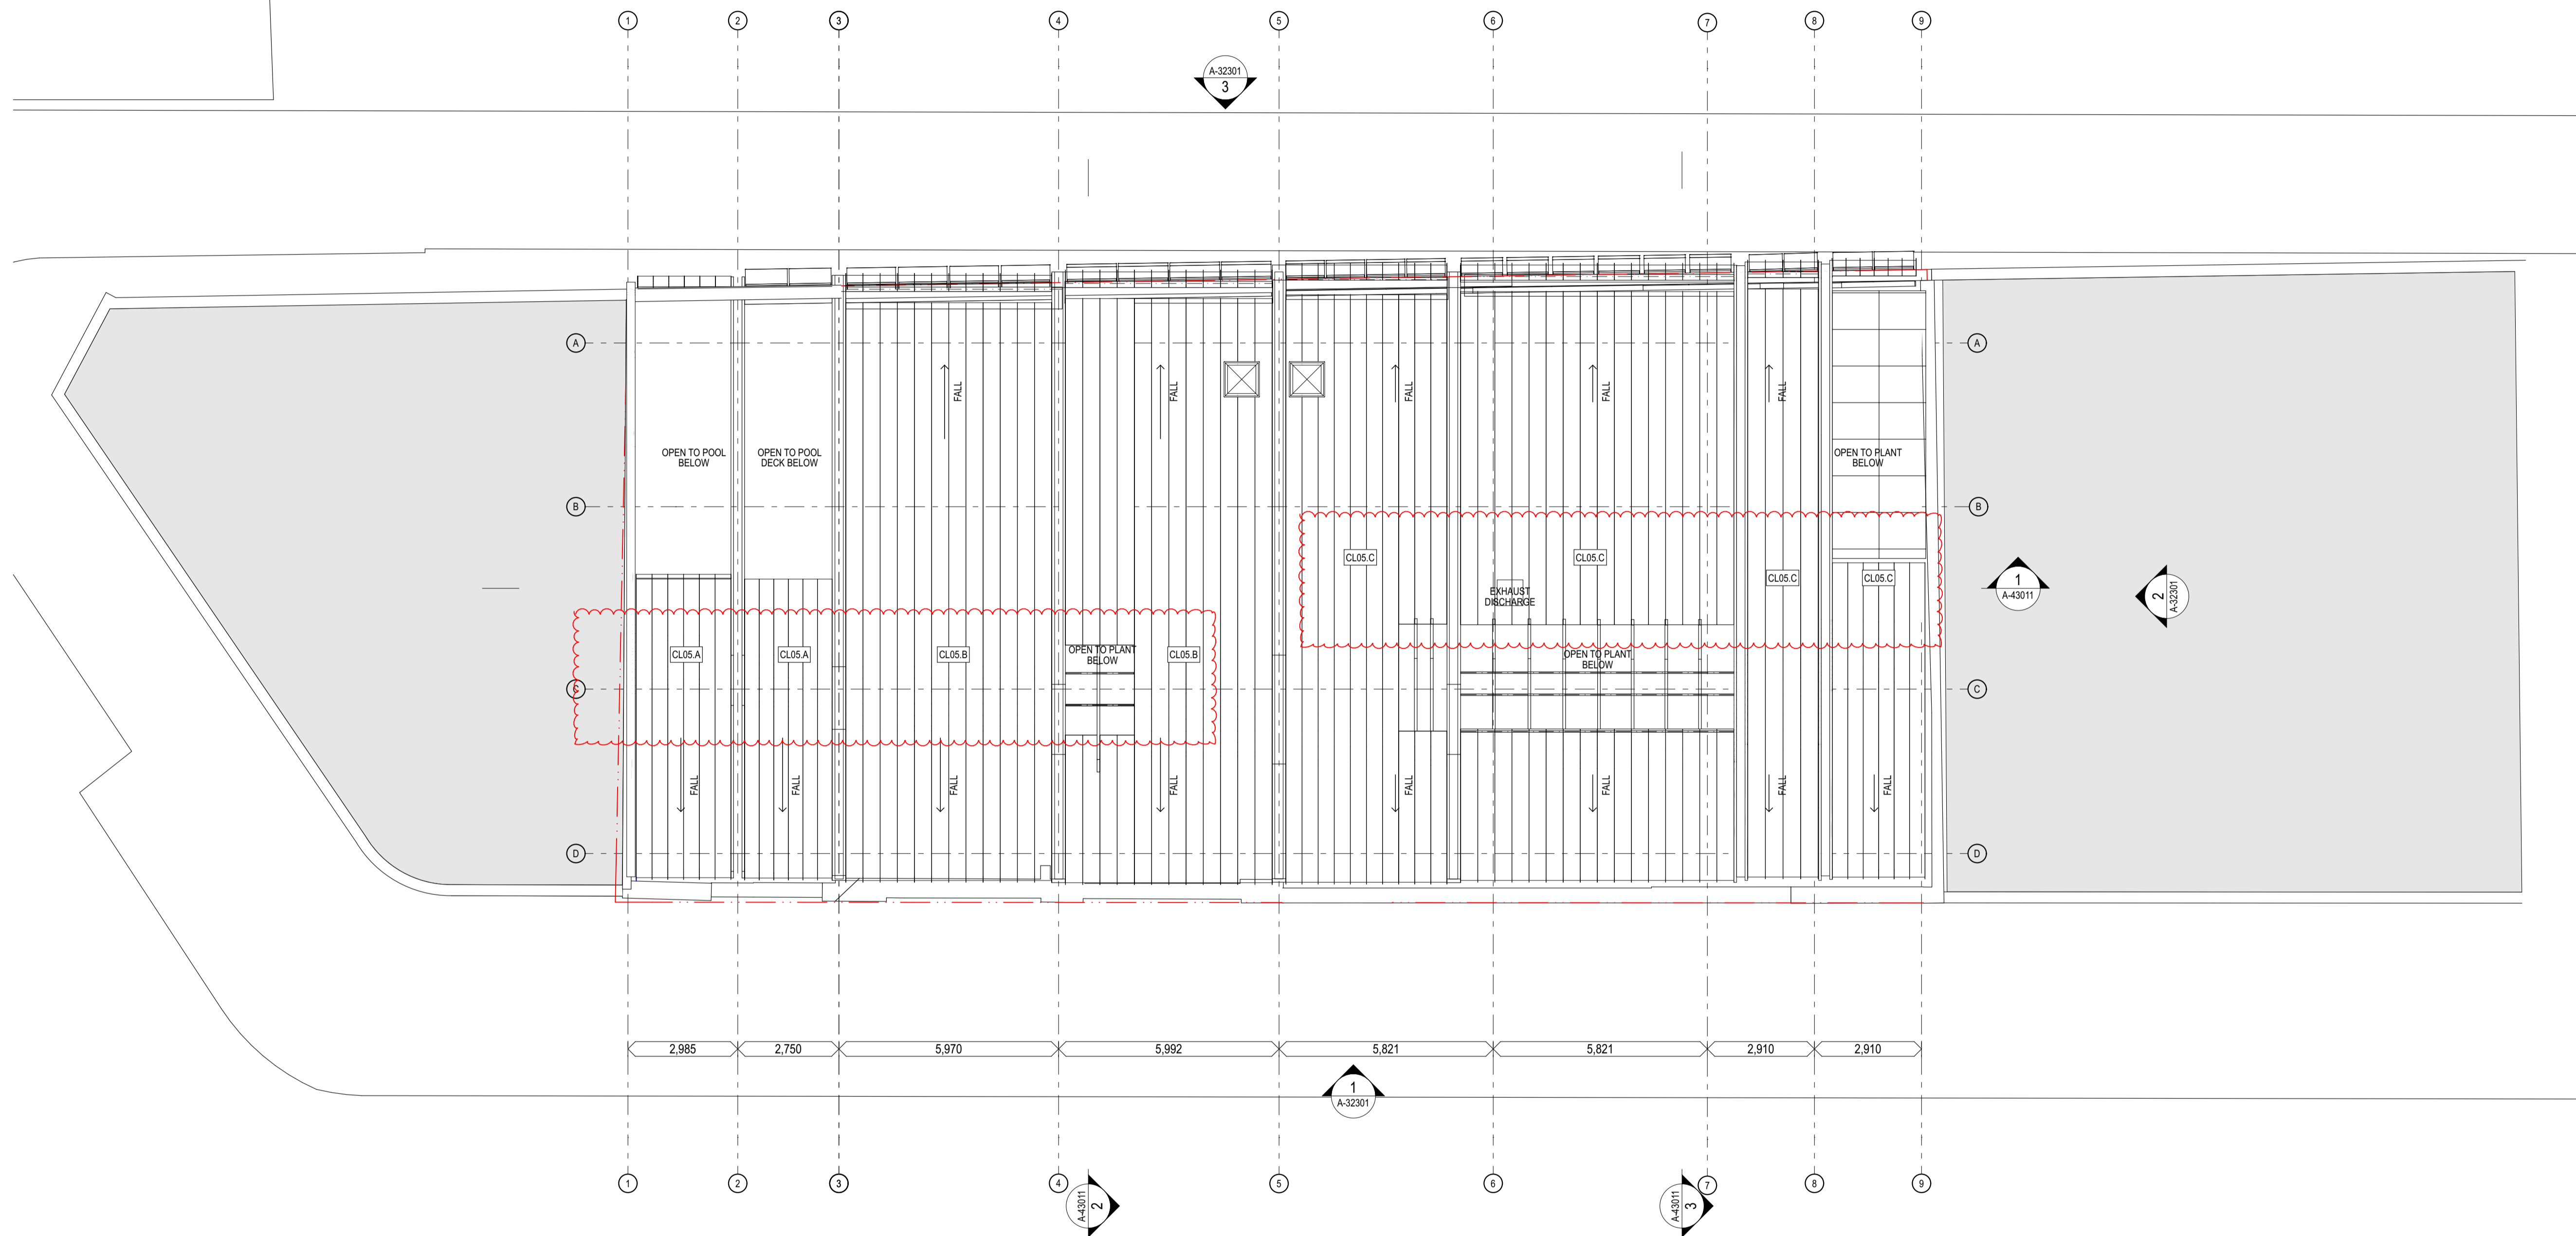 1
2
3
4
5
6
7
8
9
A-32301
3
A
A
FALL
FALL
FALL
FALL
FALL
OPEN TO POOL
BELOW
OPEN TO POOL
DECK BELOW
OPEN TO PLANT
BELOW
B
B
CL05.C
CL05.C
CL05.C
CL05.C
EXHAUST
DISCHARGE
1
A-43011
2
A-32301
CL05.A
CL05.A
CL05.B
OPEN TO PLANT
BELOW
CL05.B
OPEN TO PLANT
BELOW
C
C
FALL
FALL
FALL
FALL
FALL
FALL
FALL
FALL
D
D
2,985
2,750
5,970
5,992
5,821
5,821
2,910
2,910
1
A-32301
1
2
3
4
5
6
7
8
9
A-43011
2
A-43011
3